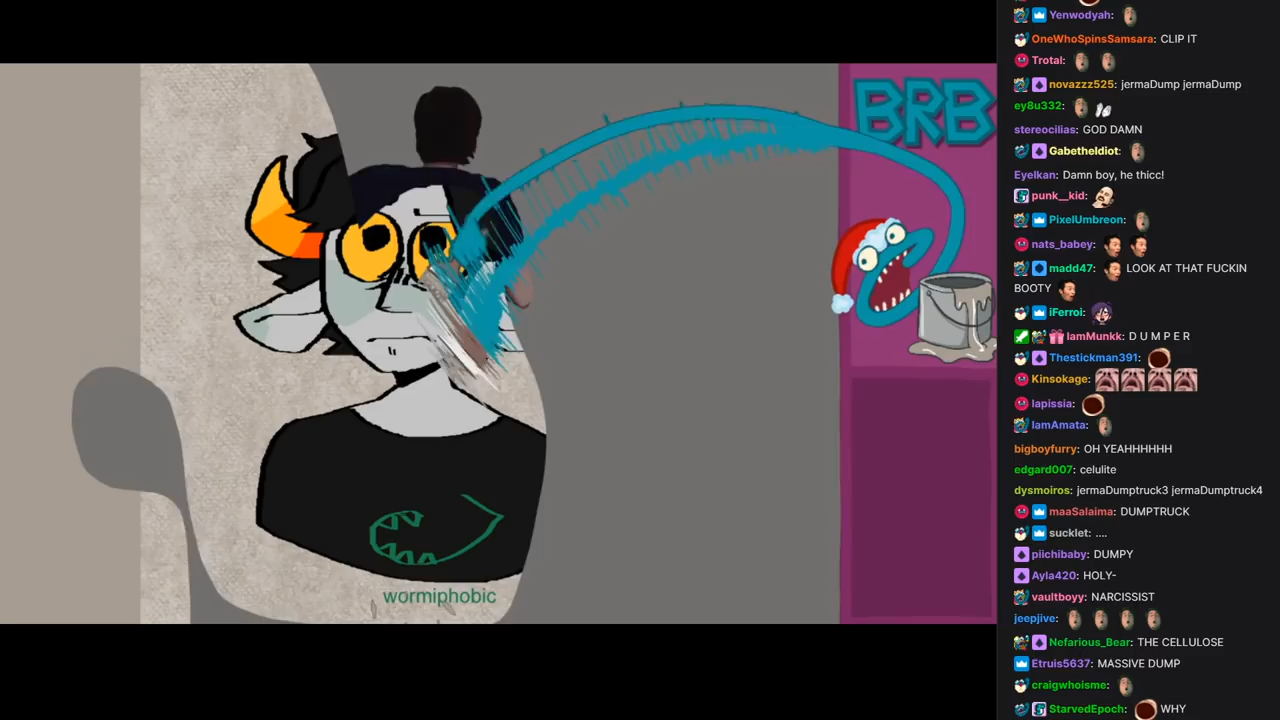 BRB
wormiphobic
Yenwodyah:
OneWhoSpinsSamsara: CLIP IT
Trotal:
novazzz525: jermaDump jermaDump
ey8u332:
stereocilias: GOD DAMN
GabetheIdiot:
Eyelkan: Damn boy, he thicc!
punk__kid:
PixelUmbreon:
nats_babey:
madd47: LOOK AT THAT FUCKIN
BOOTY
iFerroi:
IamMunkk: D U M P E R
Thestickman391:
Kinsokage:
lapissia:
IamAmata:
bigboyfurry: OH YEAHHHHHH
edgard007: celulite
dysmoiros: jermaDumptruck3 jermaDumptruck4
maaSalaima: DUMPTRUCK
sucklet: ....
piichibaby: DUMPY
Ayla420: HOLY-
vaultboyy: NARCISSIST
jeepjive:
Nefarious_Bear: THE CELLULOSE
Etruis5637: MASSIVE DUMP
craigwhoisme:
StarvedEpoch: WHY